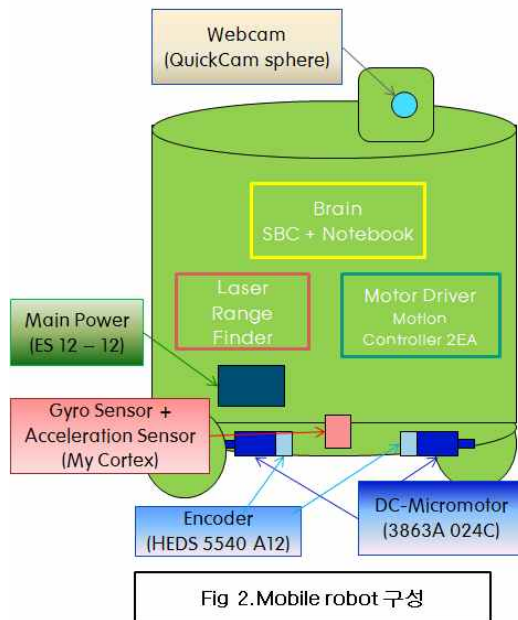 Webcam
(QuickCam sphere)
Brain
SBC + Notebook
Laser
Range
Finder
Motor Driver
Motion
Controller 2EA
Main Power
(ES 12 – 12)
Gyro Sensor +
Acceleration Sensor
(My Cortex)
Encoder
(HEDS 5540 A12)
DC-Micromotor
(3863A 024C)
Fig 2.Mobile robot 구성